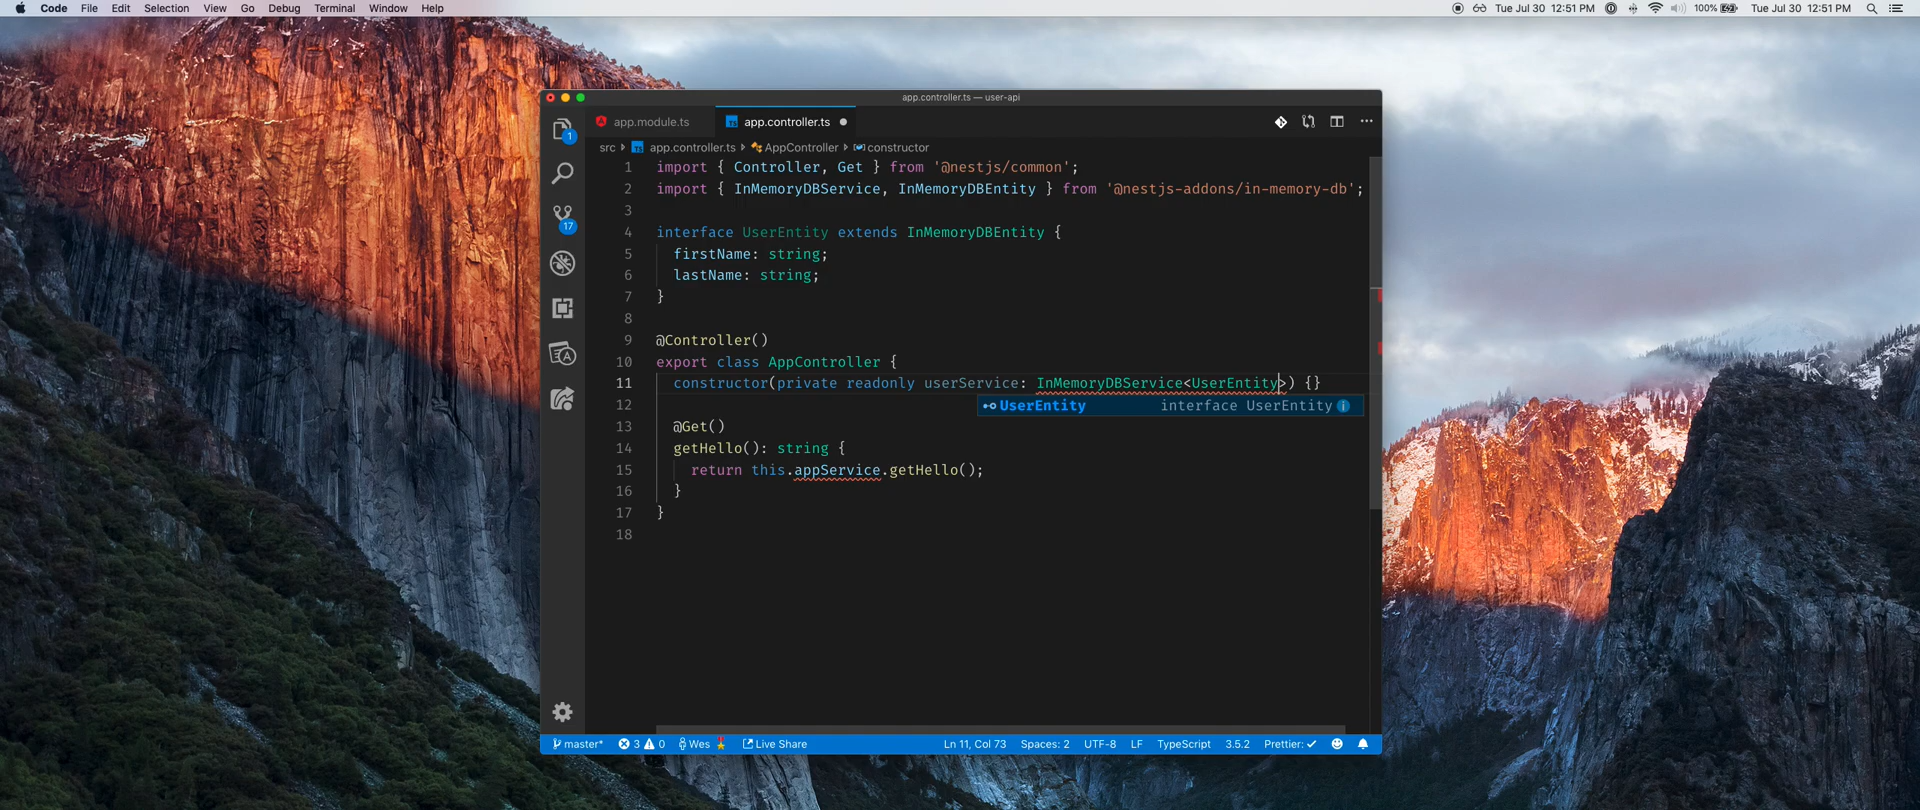 Code File Edit Selection View Go Debug Terminal Window Help
Tue Jul 30 12:51 PM 100% Tue Jul 30 12:51 PM
app.controller.ts — user-api
app.module.ts app.controller.ts
src app.controller.ts AppController constructor
1 import { Controller, Get } from '@nestjs/common';
2 import { InMemoryDBService, InMemoryDBEntity } from '@nestjs-addons/in-memory-db';
3
4 interface UserEntity extends InMemoryDBEntity {
5 firstName: string;
6 lastName: string;
7 }
8
9 @Controller()
10 export class AppController {
11 constructor(private readonly userService: InMemoryDBService<UserEntity>) {}
12
UserEntity interface UserEntity
13 @Get()
14 getHello(): string {
15 return this.appService.getHello();
16 }
17 }
18
1
17
master* 3 0 Wes Live Share Ln 11, Col 73 Spaces: 2 UTF-8 LF TypeScript 3.5.2 Prettier: ✓